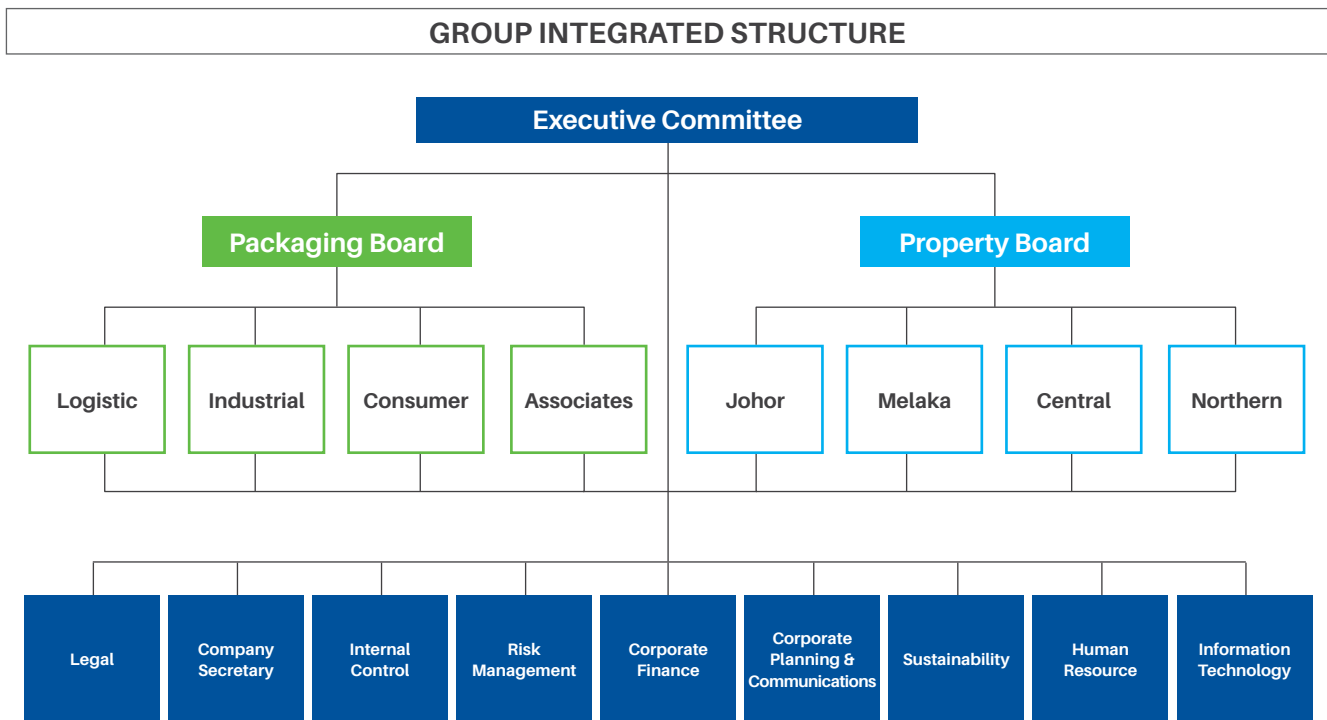 GROUP INTEGRATED STRUCTURE
Executive Committee
Packaging Board
Property Board
Logistic
Industrial
Consumer
Associates
Johor
Melaka
Central
Northern
Legal
Company
Secretary
Internal
Control
Risk
Management
Corporate
Finance
Corporate
Planning &
Communications
Sustainability
Human
Resource
Information
Technology